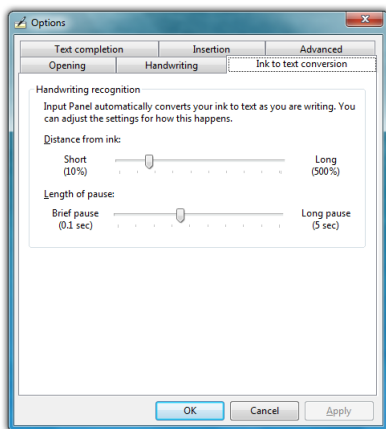 Options
Text completion Insertion Advanced
Opening Handwriting Ink to text conversion
Handwriting recognition
Input Panel automatically converts your ink to text as you are writing. You
can adjust the settings for how this happens.
Distance from ink:
Short Long
(10%) (500%)
Length of pause:
Brief pause Long pause
(0.1 sec) (5 sec)
OK Cancel Apply